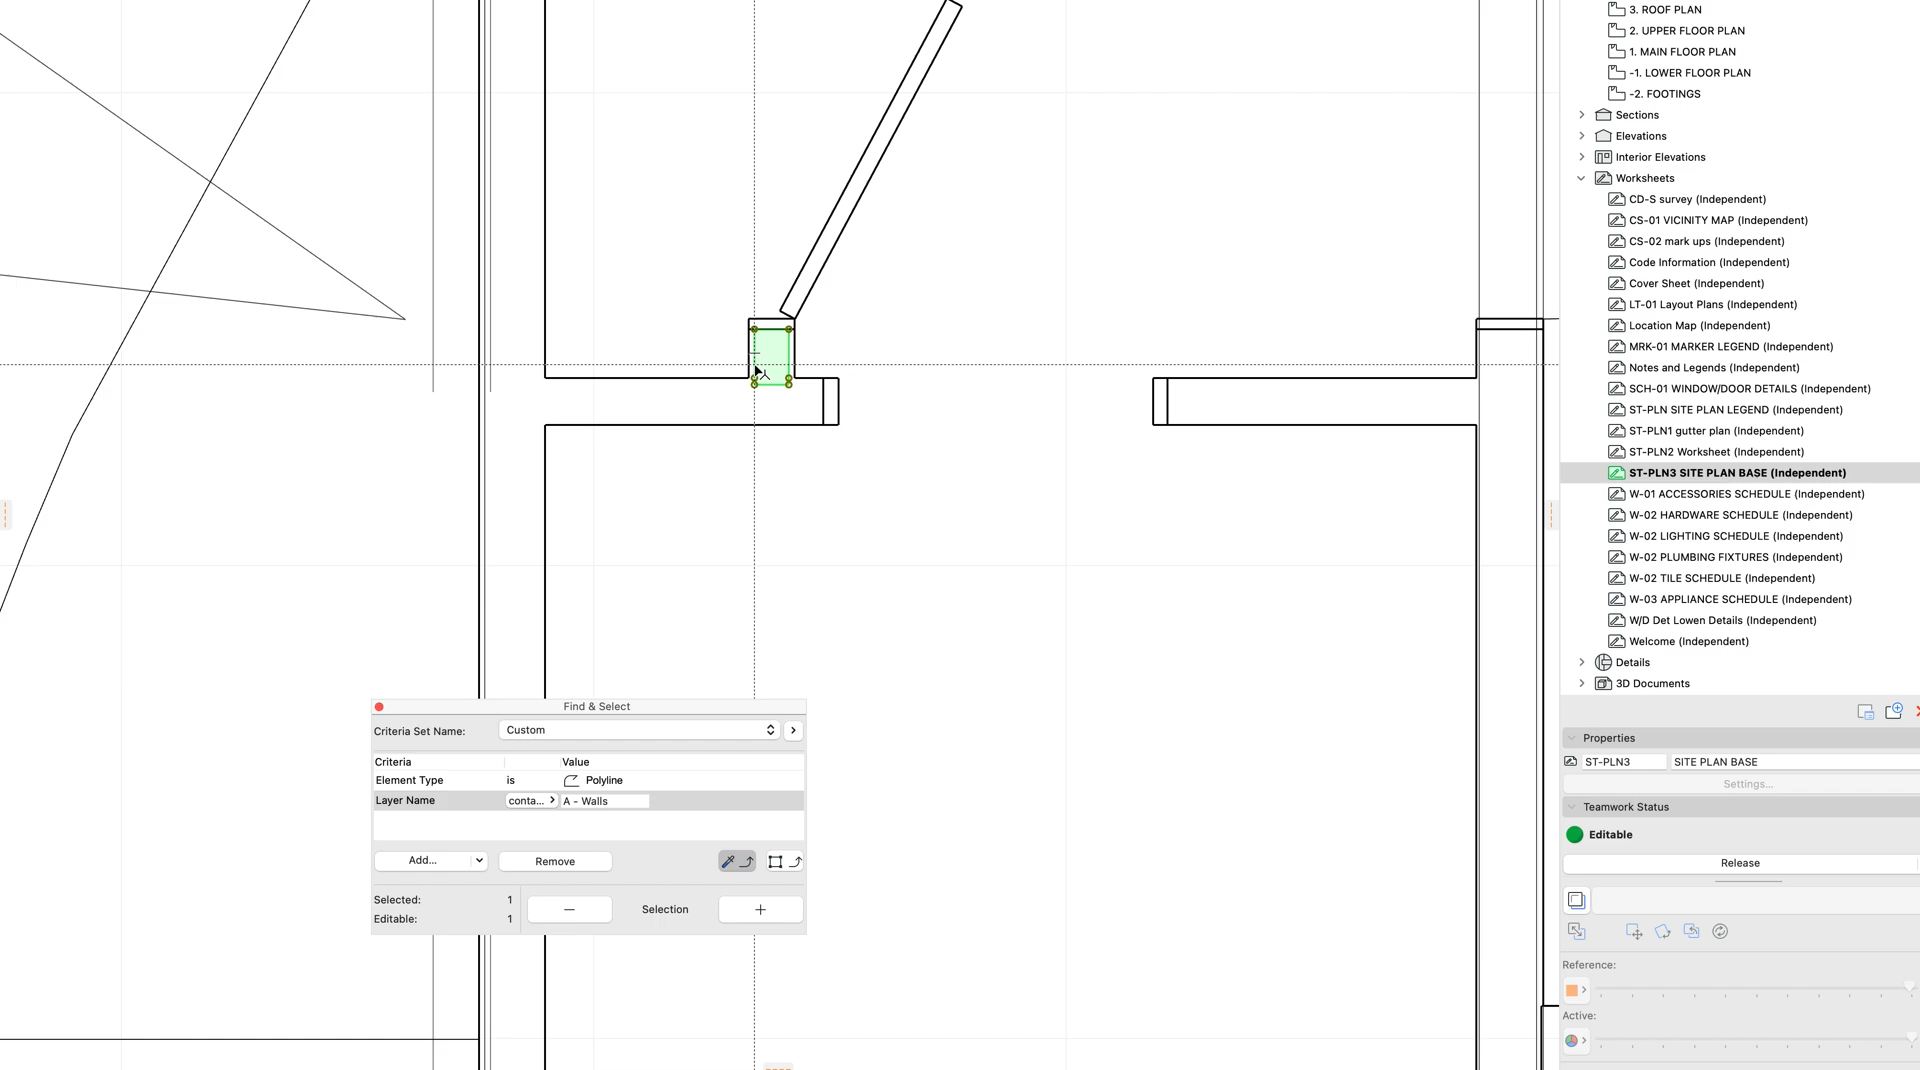 3. ROOF PLAN
2. UPPER FLOOR PLAN
1. MAIN FLOOR PLAN
-1. LOWER FLOOR PLAN
-2. FOOTINGS
Sections
Elevations
Interior Elevations
Worksheets
CD-S survey (Independent)
CS-01 VICINITY MAP (Independent)
CS-02 mark ups (Independent)
Code Information (Independent)
Cover Sheet (Independent)
LT-01 Layout Plans (Independent)
Location Map (Independent)
MRK-01 MARKER LEGEND (Independent)
Notes and Legends (Independent)
SCH-01 WINDOW/DOOR DETAILS (Independent)
ST-PLN SITE PLAN LEGEND (Independent)
ST-PLN1 gutter plan (Independent)
ST-PLN2 Worksheet (Independent)
ST-PLN3 SITE PLAN BASE (Independent)
W-01 ACCESSORIES SCHEDULE (Independent)
W-02 HARDWARE SCHEDULE (Independent)
W-02 LIGHTING SCHEDULE (Independent)
W-02 PLUMBING FIXTURES (Independent)
W-02 TILE SCHEDULE (Independent)
W-03 APPLIANCE SCHEDULE (Independent)
W/D Det Lowen Details (Independent)
Welcome (Independent)
Details
3D Documents
Properties
ST-PLN3 SITE PLAN BASE
Settings...
Teamwork Status
Editable
Release
Reference:
Active:
Find & Select
Criteria Set Name: Custom
Criteria Value
Element Type is Polyline
Layer Name conta... A - Walls
Add... Remove
Selected: 1
Editable: 1
Selection